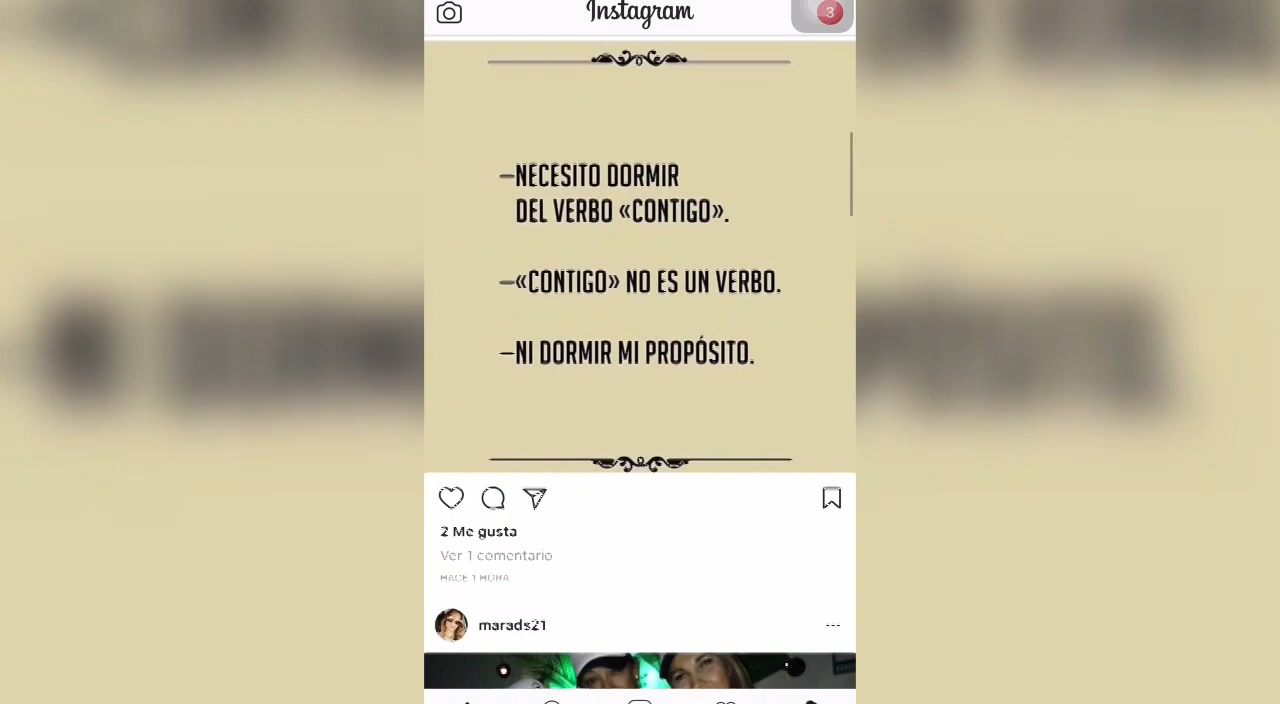 Instagram
3
–NECESITO DORMIR
DEL VERBO «CONTIGO».
–«CONTIGO» NO ES UN VERBO.
–NI DORMIR MI PROPÓSITO.
2 Me gusta
Ver 1 comentario
HACE 1 HORA
marads21